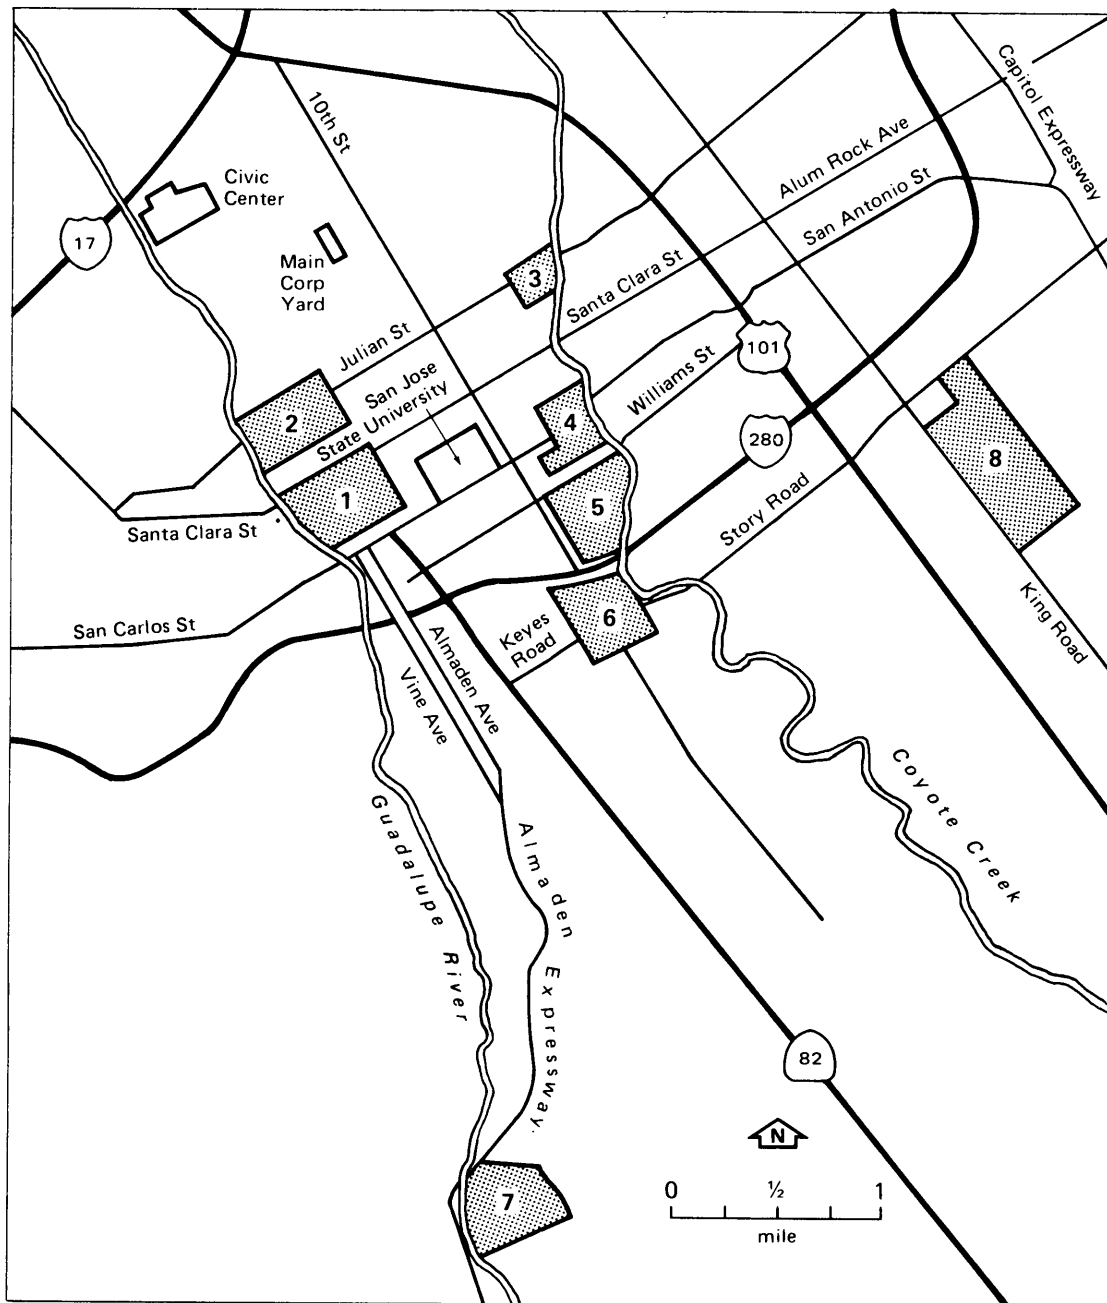 Capitol Expressway
10th St
Alum Rock Ave
Civic
Center
San Antonio St
17
Main
Corp
Yard
3
Santa Clara St
Julian St
101
San Jose
State University
Williams St
2
4
280
8
1
5
Story Road
Santa Clara St
6
King Road
San Carlos St
Keyes
Road
Almaden Ave
Vine Ave
Coyote Creek
Guadalupe River
Almaden Expressway
82
N
7
0 ½ 1
mile